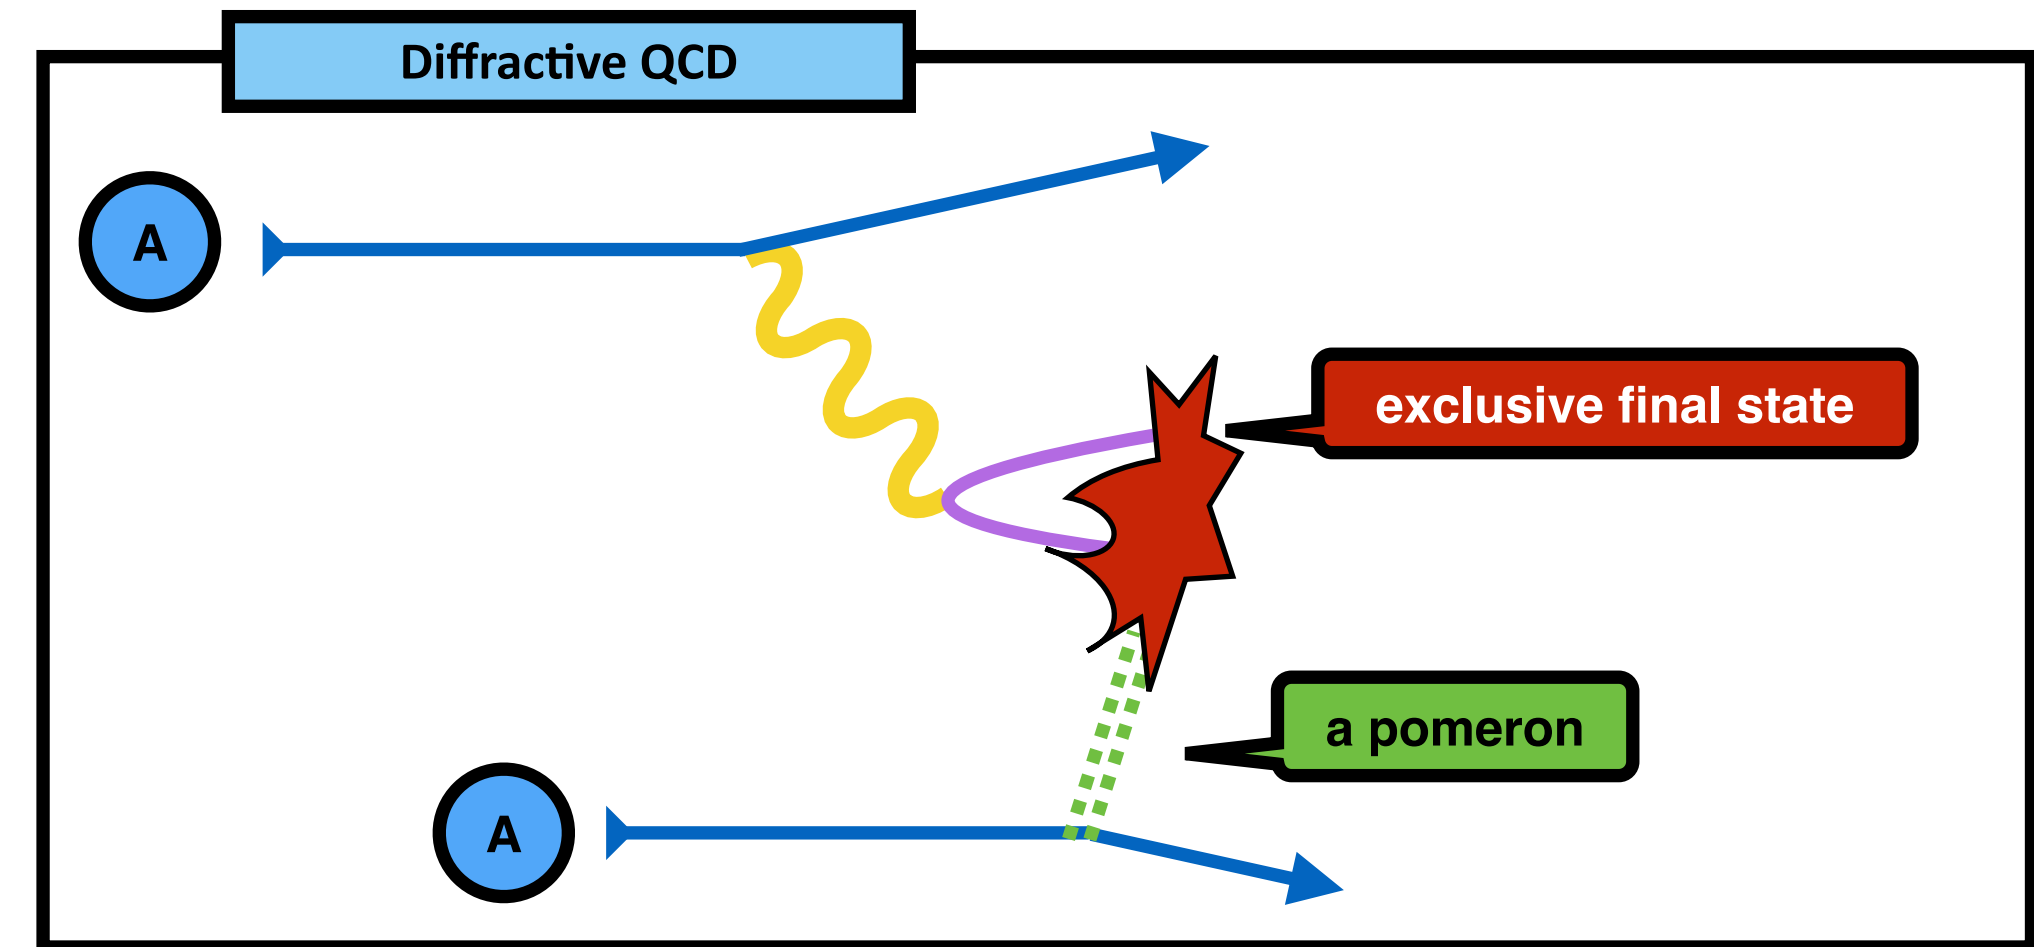 Diffractive QCD
A
exclusive final state
a pomeron
A